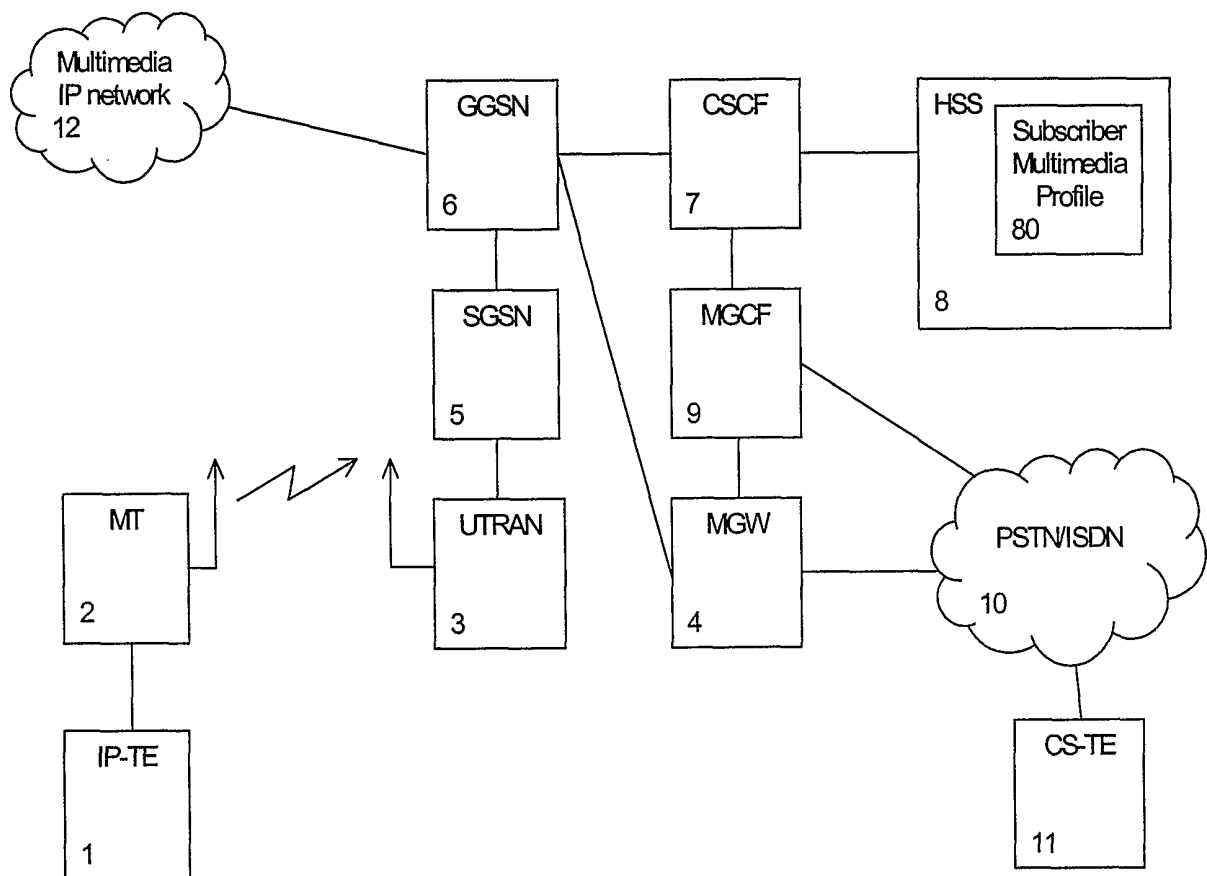 Multimedia
IP network
12
GGSN
6
CSCF
7
HSS
Subscriber
Multimedia
Profile
80
8
SGSN
5
MGCF
9
MT
2
UTRAN
3
MGW
4
PSTN/ISDN
10
IP-TE
1
CS-TE
11